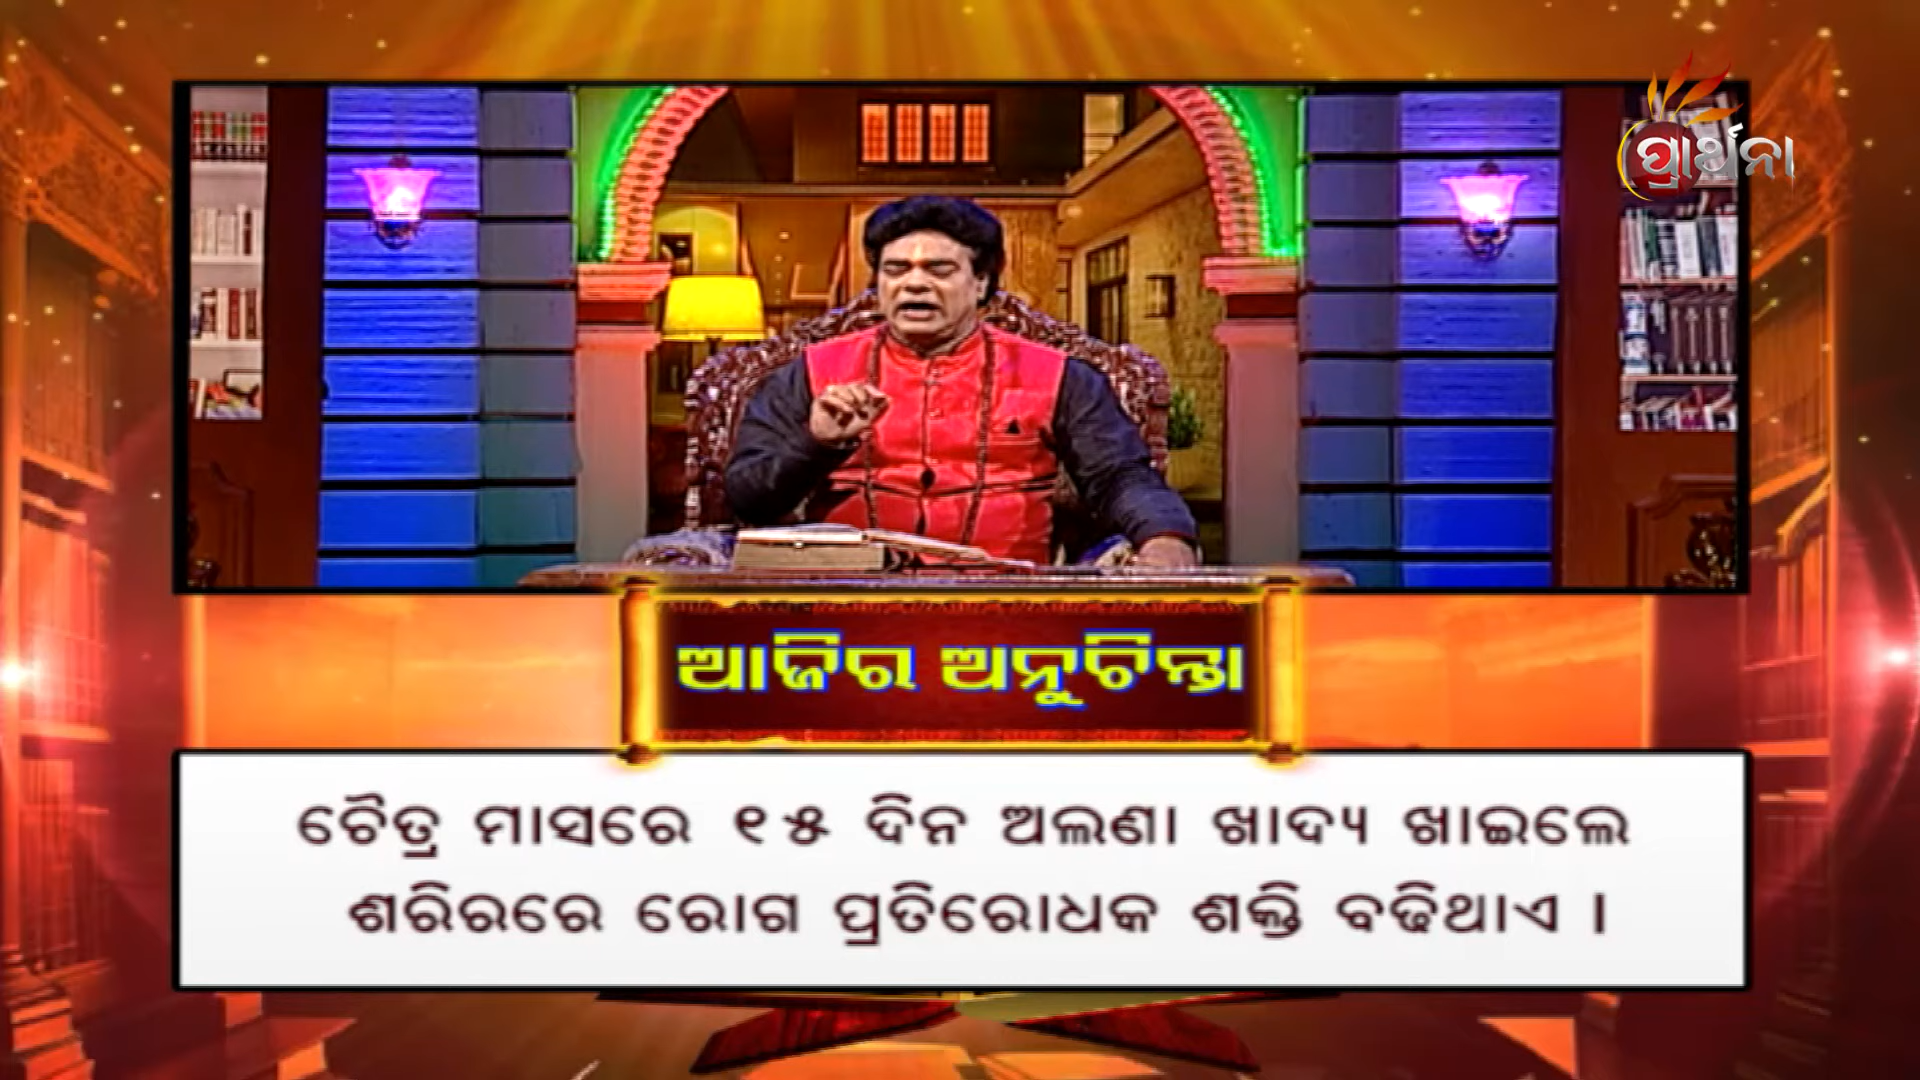 ପ୍ରାର୍ଥନା
ଆଜିର ଅନୁଚିନ୍ତା
ଚୈତ୍ର ମାସରେ ୧୫ ଦିନ ଅଲଣା ଖାଦ୍ୟ ଖାଇଲେ
ଶରିରରେ ରୋଗ ପ୍ରତିରୋଧକ ଶକ୍ତି ବଢିଥାଏ ।